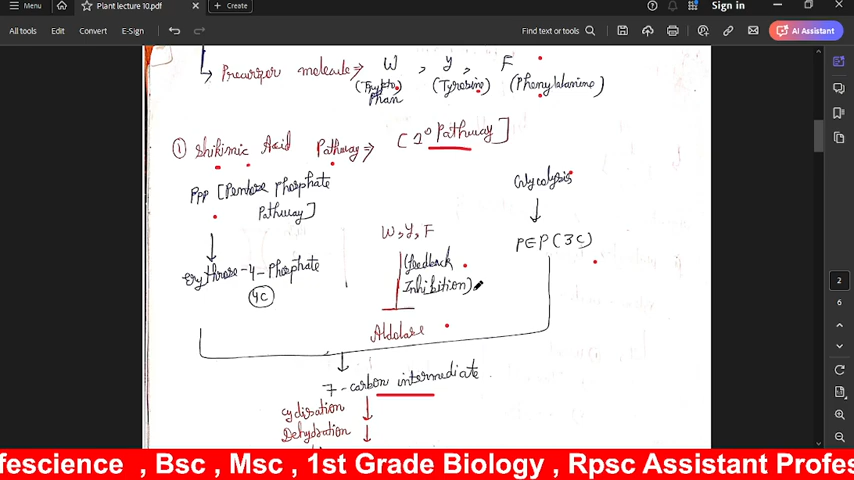 Menu
Plant lecture 10.pdf
+ Create
Sign in
All tools
Edit
Convert
E-Sign
Find text or tools
AI Assistant
Precurzer molecule ⇒ W , Y , F
(Trypto Phan) (Tyrosine) (Phenylalanine)
① Shikimic Acid Pathway ⇒ [1° Pathway]
PPP [Pentose phosphate
Pathway]
Glycolysis
PEP (3C)
W, Y, F
(feedback
Inhibition)
Erythrose-4-Phosphate
4C
Aldolase
7-carbon intermediate
cyclisation
Dehydration
2
6
fescience , Bsc , Msc , 1st Grade Biology , Rpsc Assistant Profes